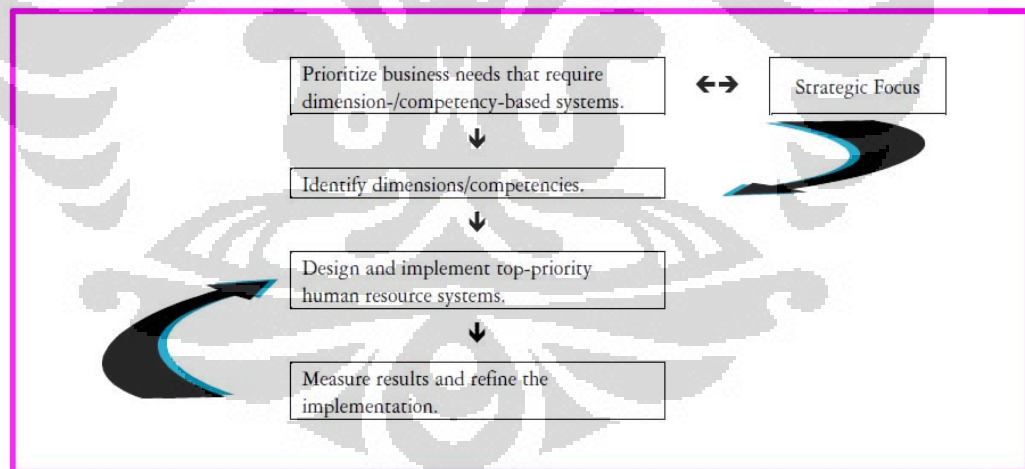 Prioritize business needs that require
dimension-/competency-based systems.
Strategic Focus
Identify dimensions/competencies.
Design and implement top-priority
human resource systems.
Measure results and refine the
implementation.